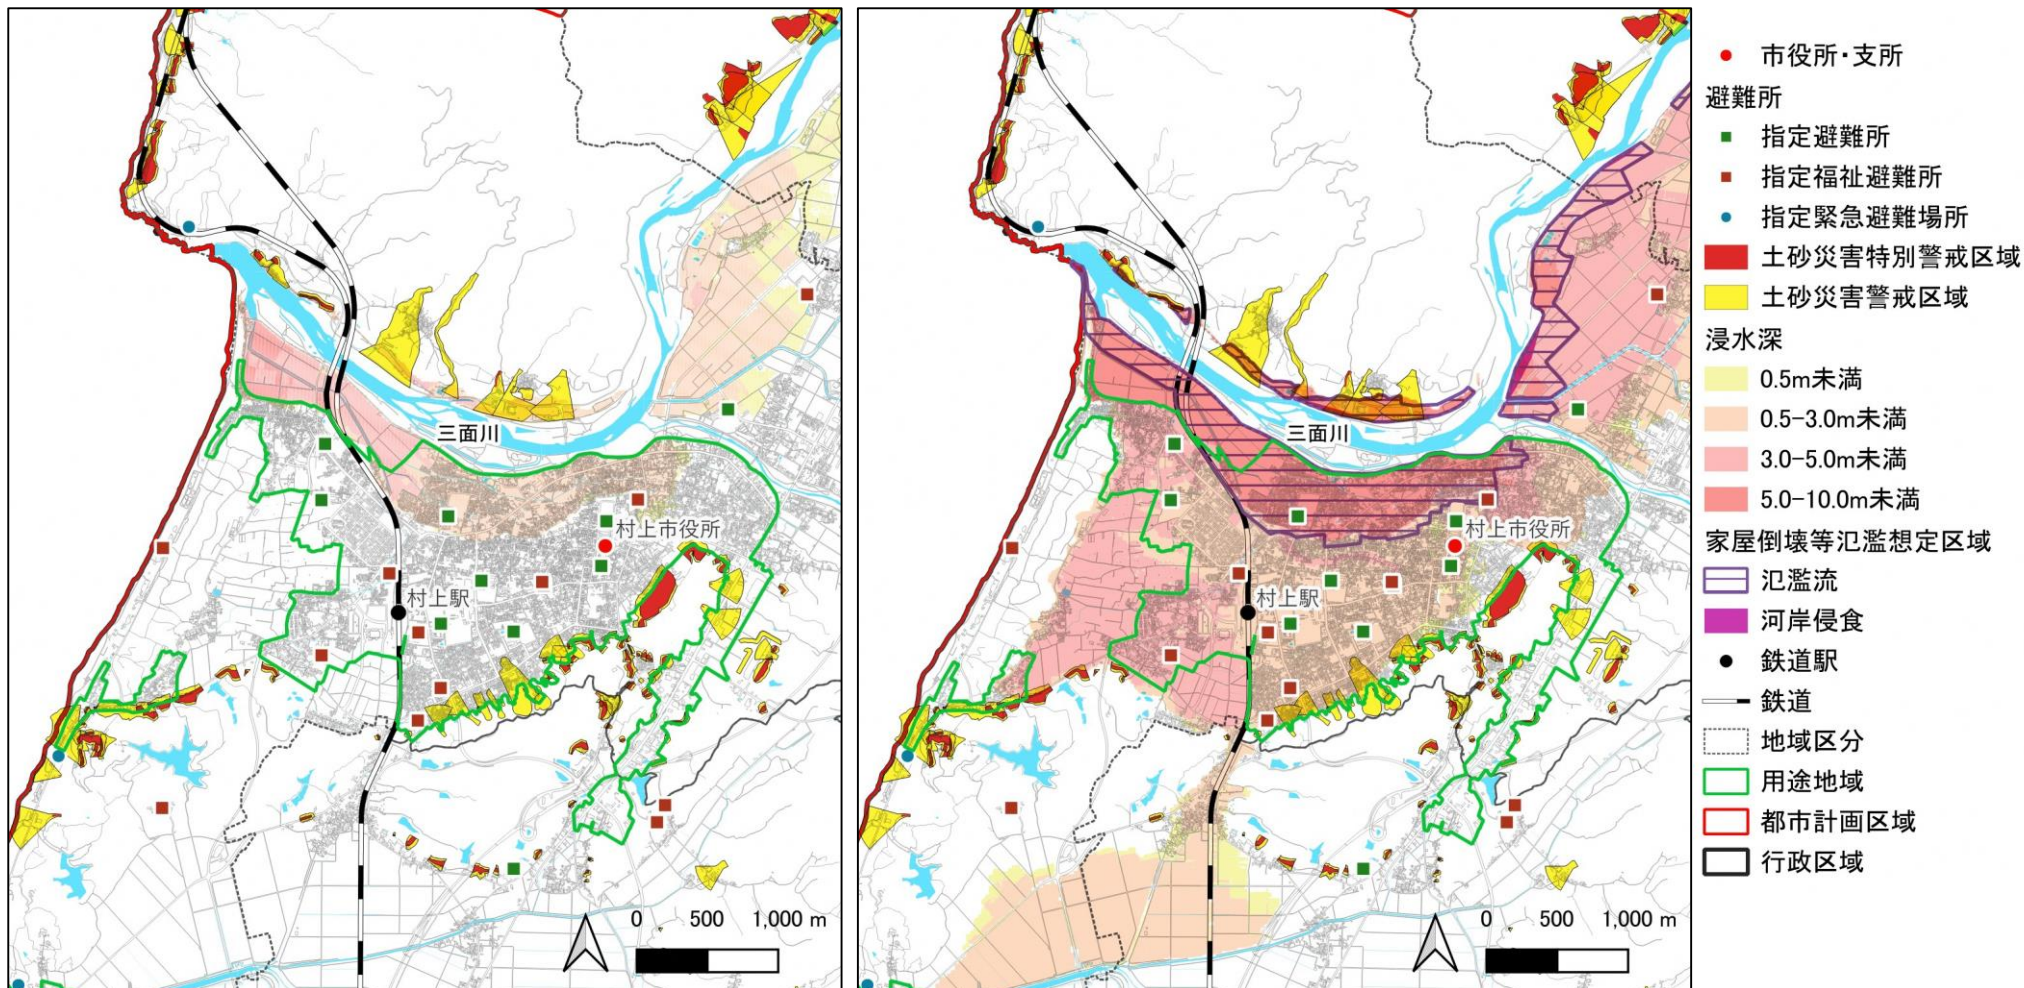 三面川
村上市役所
村上駅
0 500 1,000 m
三面川
村上市役所
村上駅
0 500 1,000 m
市役所・支所
避難所
指定避難所
指定福祉避難所
指定緊急避難場所
土砂災害特別警戒区域
土砂災害警戒区域
浸水深
0.5m未満
0.5-3.0m未満
3.0-5.0m未満
5.0-10.0m未満
家屋倒壊等氾濫想定区域
氾濫流
河岸侵食
鉄道駅
鉄道
地域区分
用途地域
都市計画区域
行政区域